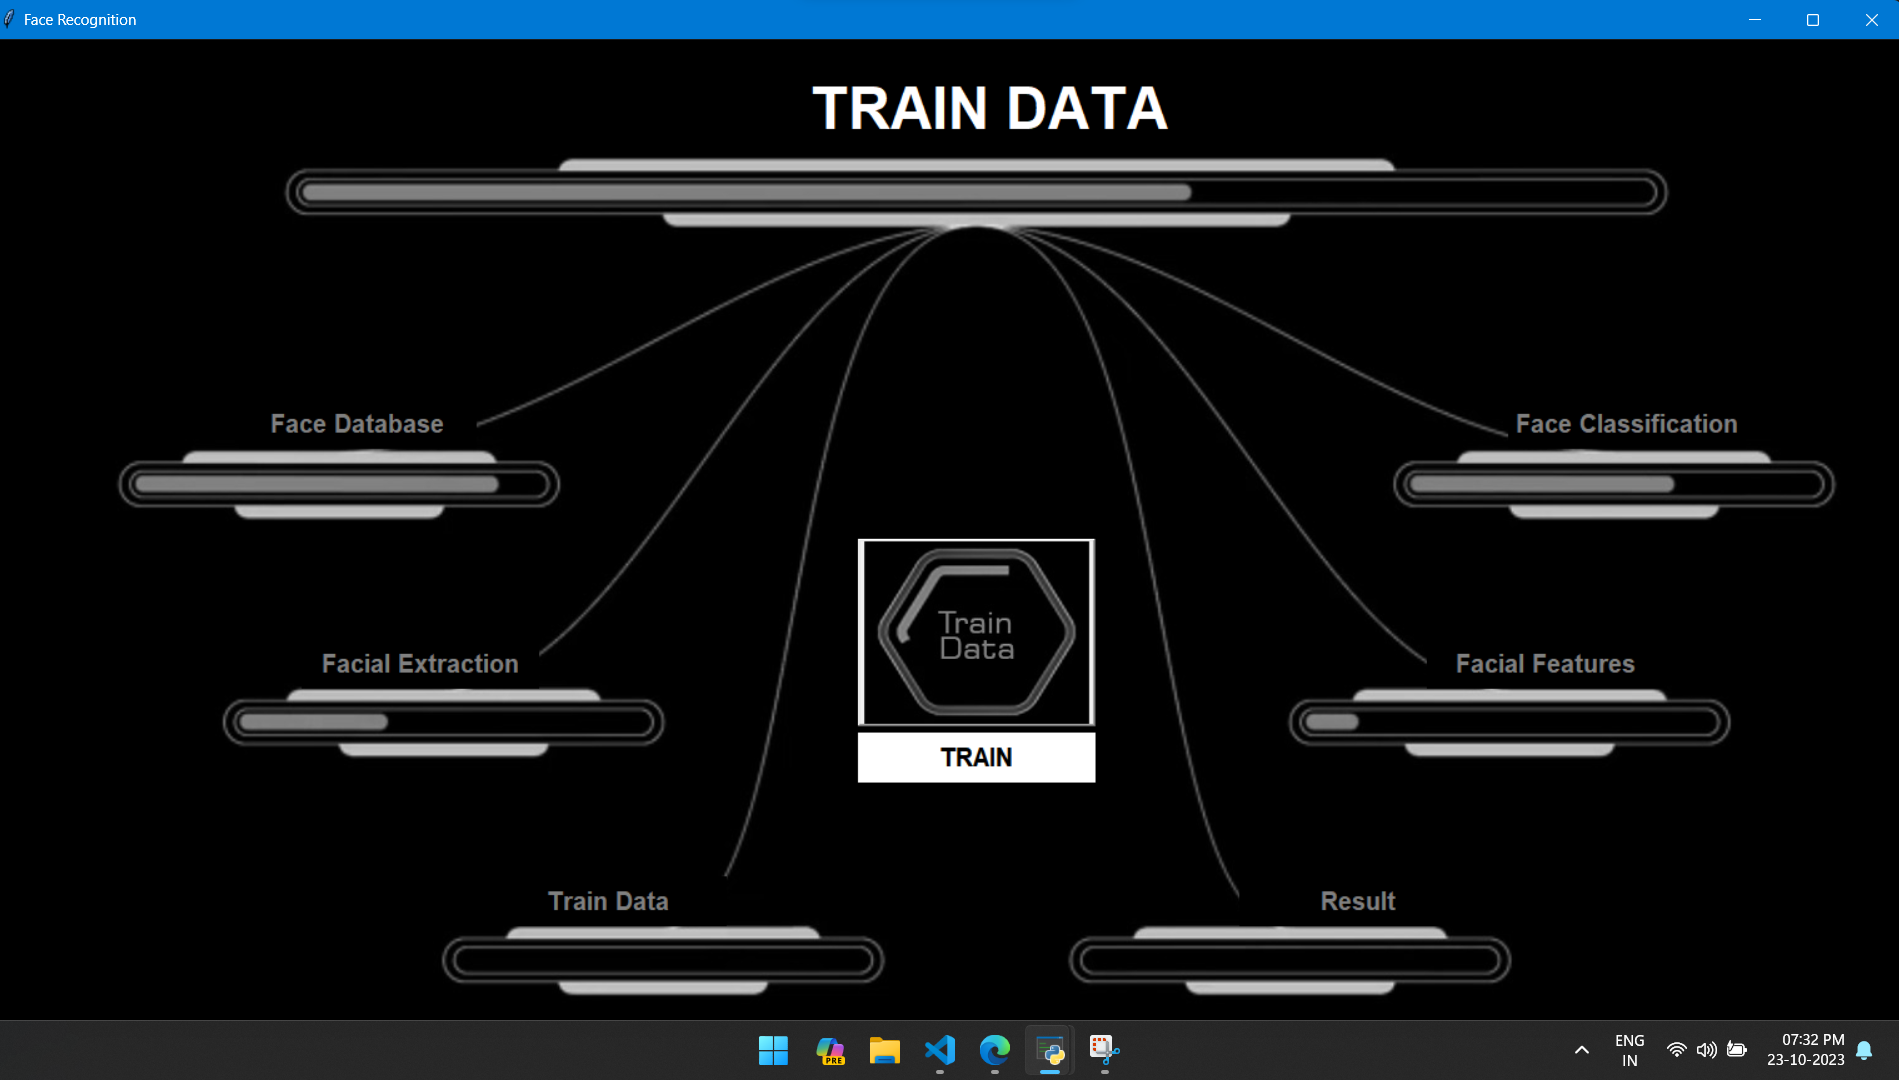 Face Recognition
TRAIN DATA
Face Database
Face Classification
Train
Data
Facial Extraction
Facial Features
TRAIN
Train Data
Result
PRE
ENG
IN
07:32 PM
23-10-2023